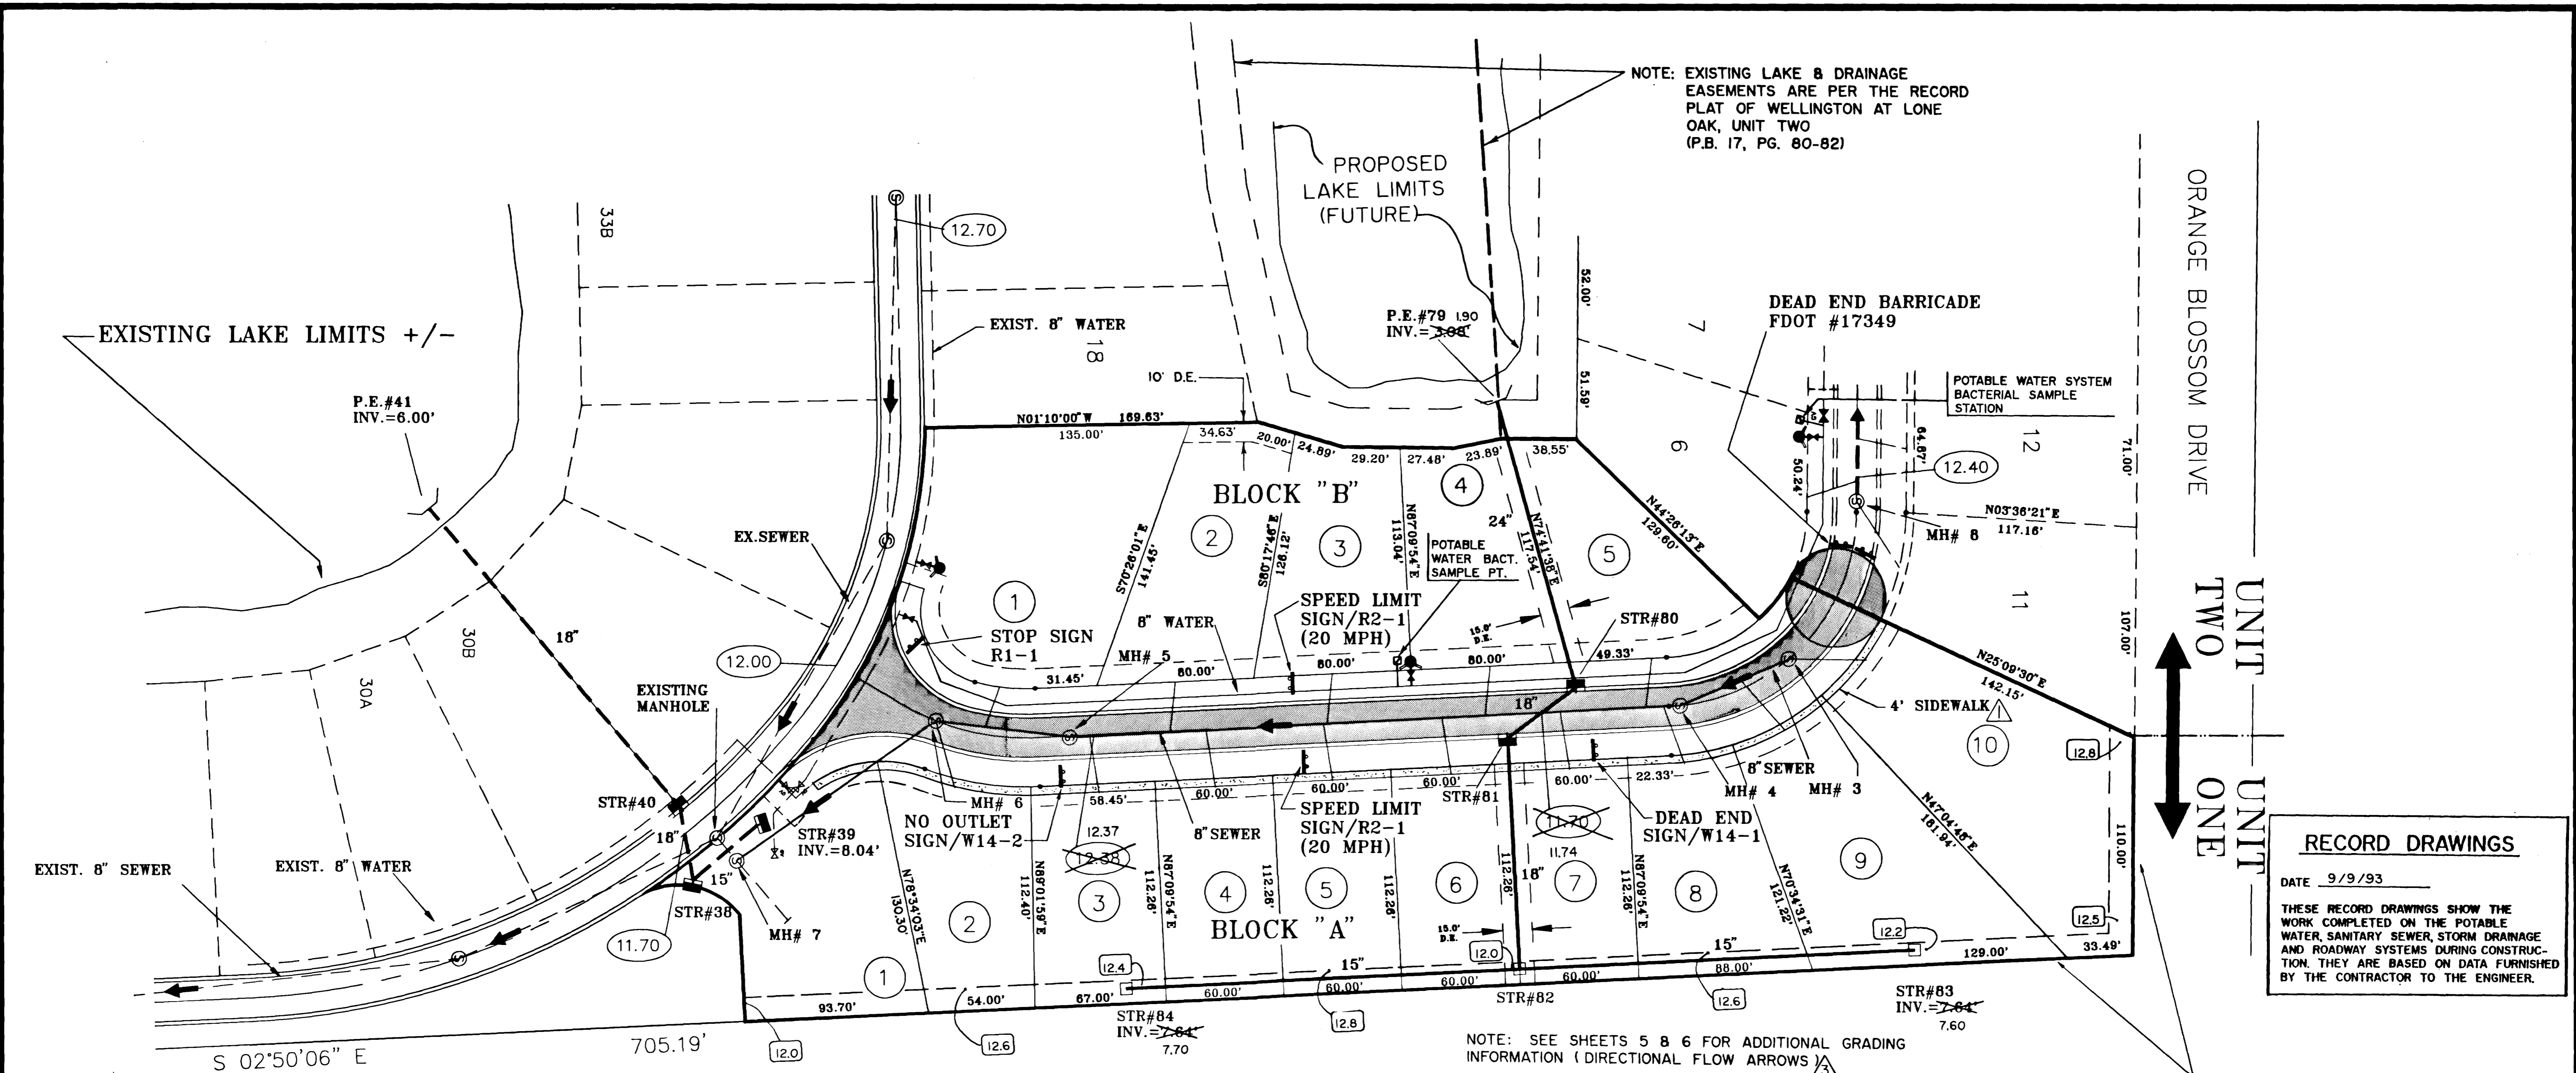 NOTE: EXISTING LAKE & DRAINAGE
EASEMENTS ARE PER THE RECORD
PLAT OF WELLINGTON AT LONE
OAK, UNIT TWO
(P.B. 17, PG. 80-82)
PROPOSED
LAKE LIMITS
(FUTURE)
ORANGE BLOSSOM DRIVE
33B
12.70
EXIST. 8" WATER
18
10' D.E.
P.E.#79 1.90
INV.=3.08'
52.00'
51.59'
7
6
DEAD END BARRICADE
FDOT #17349
POTABLE WATER SYSTEM
BACTERIAL SAMPLE
STATION
12
71.00'
64.87'
50.24'
12.40
N03°36'21"E
117.16'
MH# 8
EXISTING LAKE LIMITS +/-
P.E.#41
INV.=6.00'
N01°10'00"W 169.63'
135.00'
34.63'
20.00'
24.89'
29.20'
27.48'
23.89'
38.55'
BLOCK "B"
1
2
3
4
5
S70°26'01"E
141.45'
S80°17'46"E
126.12'
N87°09'54"E
113.04'
24"
N74°41'38"E
117.54'
N44°26'13"E
129.60'
POTABLE
WATER BACT.
SAMPLE PT.
EX.SEWER
18"
30B
30A
12.00
STOP SIGN
R1-1
8" WATER
MH# 5
SPEED LIMIT
SIGN/R2-1
(20 MPH)
15.0'
D.E.
STR#80
31.45'
80.00'
80.00'
80.00'
49.33'
18"
11
107.00'
N25°09'30"E
142.15'
4' SIDEWALK
1
10
12.8
UNIT
TWO
UNIT
ONE
EXISTING
MANHOLE
STR#40
18"
STR#39
INV.=8.04'
15"
STR#38
MH# 7
EXIST. 8" SEWER
EXIST. 8" WATER
11.70
MH# 6
NO OUTLET
SIGN/W14-2
58.45'
60.00'
60.00'
60.00'
60.00'
22.33'
8"SEWER
SPEED LIMIT
SIGN/R2-1
(20 MPH)
STR#81
8"SEWER
MH# 4
MH# 3
DEAD END
SIGN/W14-1
12.37
12.38
11.70
11.74
N78°34'03"E
130.30'
N89°01'59"E
112.40'
N87°09'54"E
112.26'
112.26'
112.26'
112.26'
18"
N87°09'54"E
112.26'
N70°34'31"E
121.22'
N47°04'48"E
181.94'
110.00'
1
2
3
4
5
6
7
8
9
BLOCK "A"
15.0'
D.E.
12.0
12.4
15"
15"
12.2
12.5
33.49'
129.00'
93.70'
54.00'
67.00'
60.00'
60.00'
60.00'
60.00'
88.00'
12.0
12.6
12.8
12.6
STR#84
INV.=7.64'
7.70
STR#82
STR#83
INV.=7.64'
7.60
S 02°50'06" E
705.19'
NOTE: SEE SHEETS 5 & 6 FOR ADDITIONAL GRADING
INFORMATION (DIRECTIONAL FLOW ARROWS)
3
RECORD DRAWINGS
DATE 9/9/93
THESE RECORD DRAWINGS SHOW THE
WORK COMPLETED ON THE POTABLE
WATER, SANITARY SEWER, STORM DRAINAGE
AND ROADWAY SYSTEMS DURING CONSTRUC-
TION. THEY ARE BASED ON DATA FURNISHED
BY THE CONTRACTOR TO THE ENGINEER.